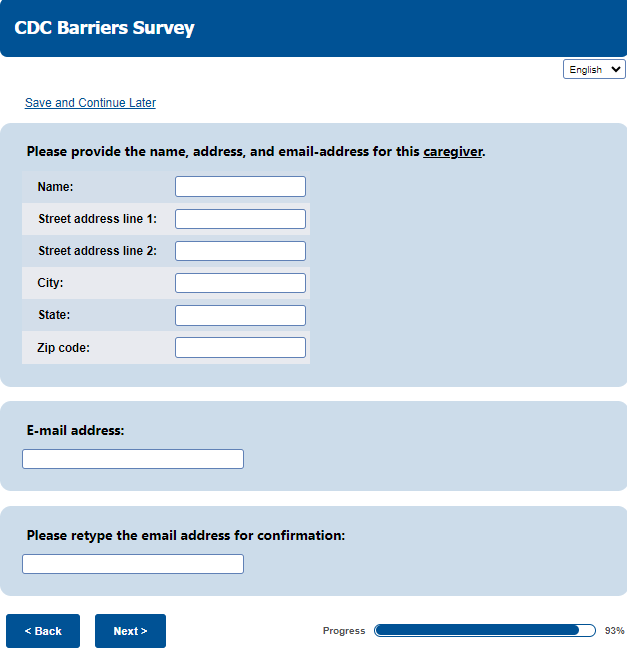 CDC Barriers Survey
English
Save and Continue Later
Please provide the name, address, and email-address for this caregiver.
Name:
Street address line 1:
Street address line 2:
City:
State:
Zip code:
E-mail address:
Please retype the email address for confirmation:
< Back
Next >
Progress
93%